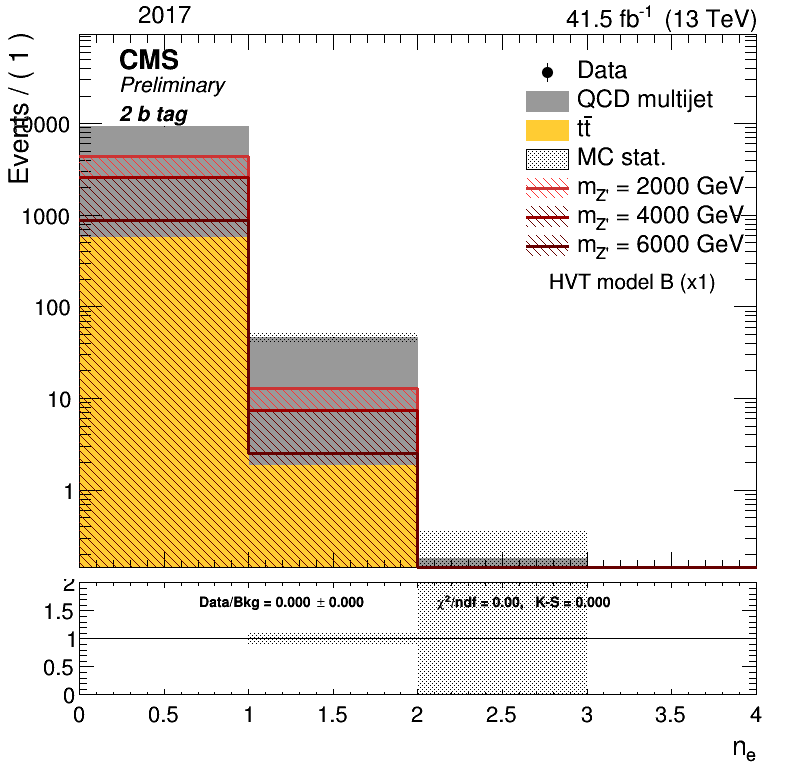 2017
41.5 fb-1 (13 TeV)
CMS
Preliminary
2 b tag
Data
QCD multijet
tt̄
MC stat.
mZ' = 2000 GeV
mZ' = 4000 GeV
mZ' = 6000 GeV
HVT model B (x1)
Events / ( 1 )
0000
1000
100
10
1
Data/Bkg = 0.000 ± 0.000
χ²/ndf = 0.00, K-S = 0.000
2
1.5
1
0.5
0
0 0.5 1 1.5 2 2.5 3 3.5 4
ne